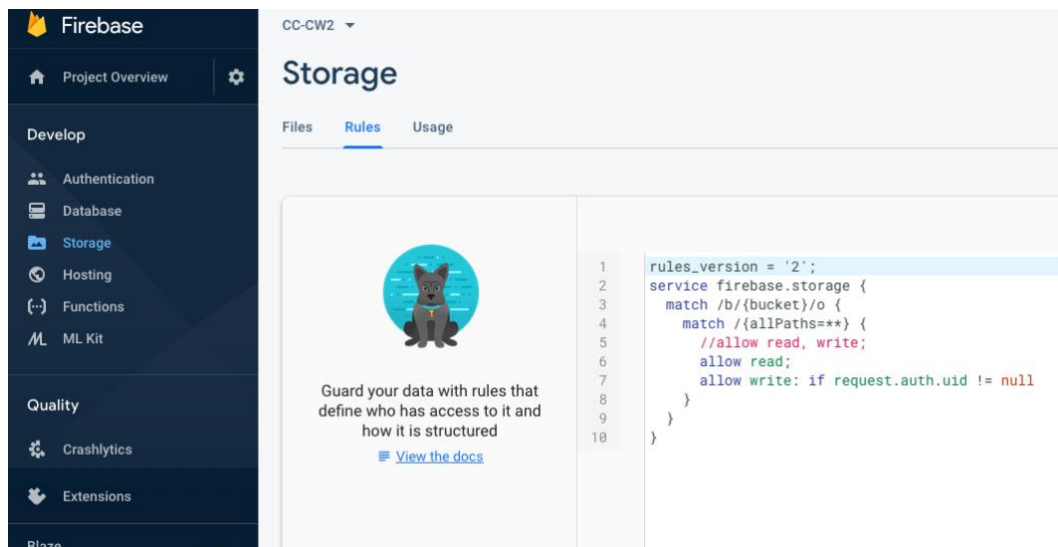 Firebase
CC-CW2
Project Overview
Storage
Files Rules Usage
Develop
Authentication
Database
Storage
Hosting
Functions
ML Kit
Quality
Crashlytics
Extensions
Blaze
Guard your data with rules that
define who has access to it and
how it is structured
View the docs
1 rules_version = '2';
2 service firebase.storage {
3 match /b/{bucket}/o {
4 match /{allPaths=**} {
5 //allow read, write;
6 allow read;
7 allow write: if request.auth.uid != null
8 }
9 }
10 }